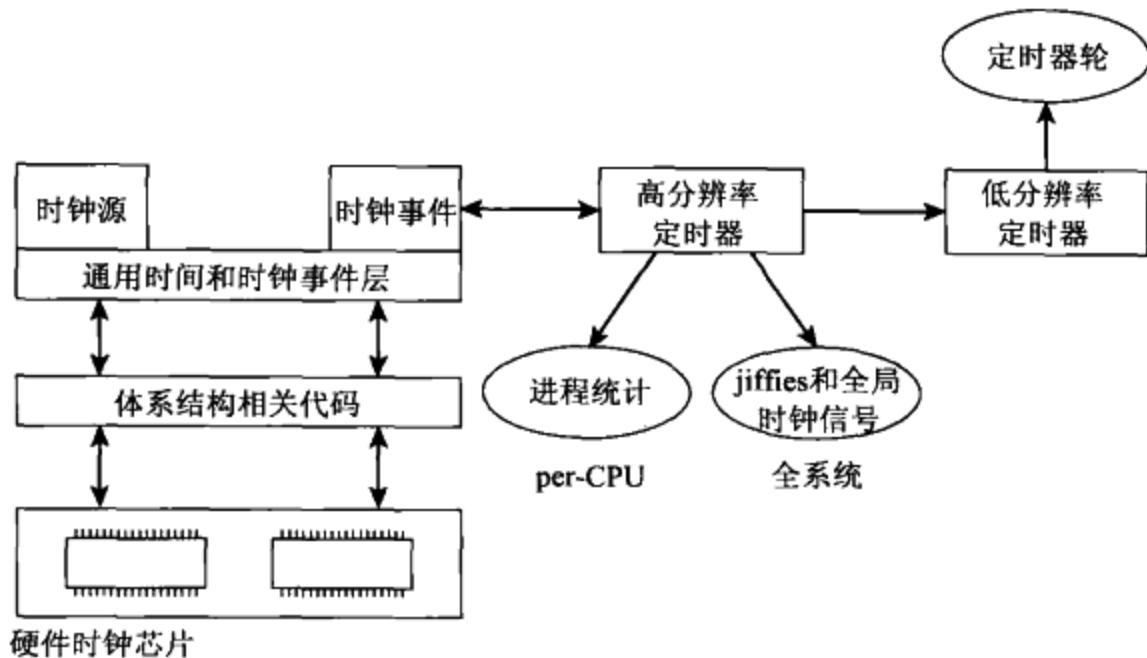 定时器轮
时钟源
时钟事件
高分辨率
定时器
低分辨率
定时器
通用时间和时钟事件层
体系结构相关代码
进程统计
jiffies和全局
时钟信号
per-CPU
全系统
硬件时钟芯片